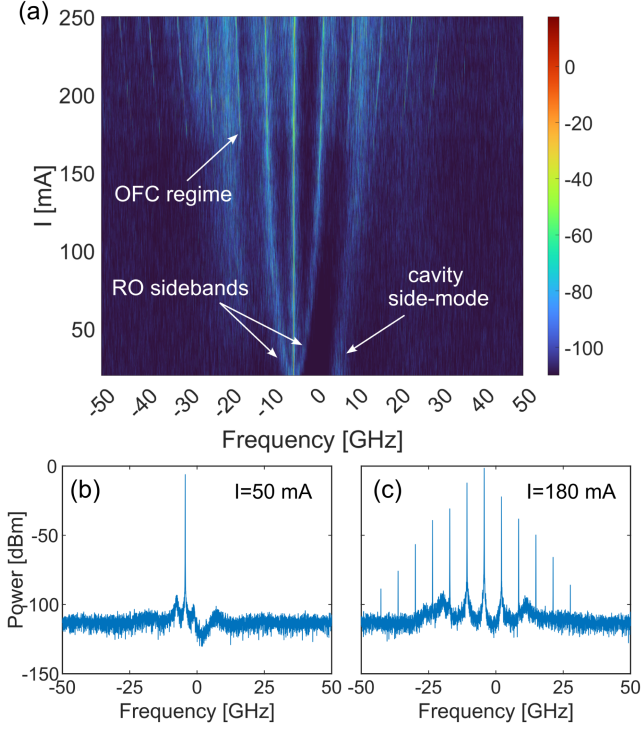 (a)
250
200
150
100
50
I [mA]
OFC regime
RO sidebands
cavity
side-mode
-50
-40
-30
-20
-10
0
10
20
30
40
50
Frequency [GHz]
0
-20
-40
-60
-80
-100
(b)
I=50 mA
0
-50
-100
-150
Power [dBm]
-50
-25
0
25
50
Frequency [GHz]
(c)
I=180 mA
-50
-25
0
25
50
Frequency [GHz]